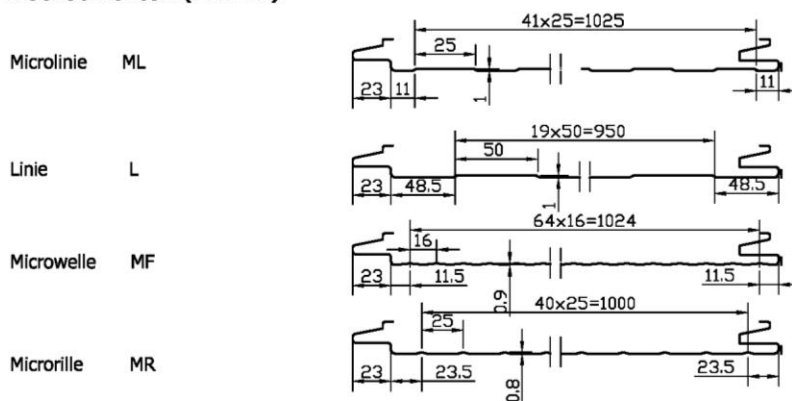 41x25=1025
25
Microlinie ML
23 11 1 11
19x50=950
50
Linie L
23 48.5 1 48.5
64x16=1024
16
Microwelle MF
23 11.5 0.9 11.5
40x25=1000
25
Microrille MR
23 23.5 0.8 23.5